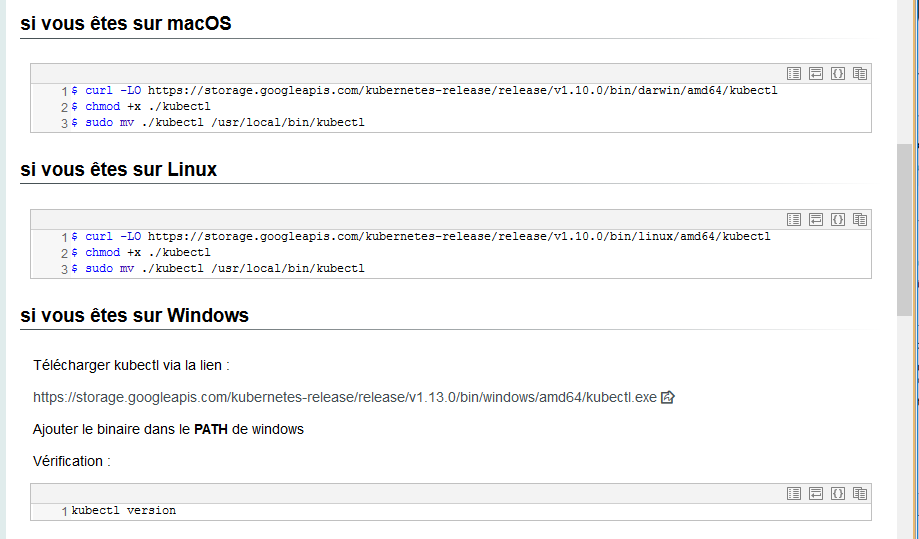 si vous êtes sur macOS
1 $ curl -LO https://storage.googleapis.com/kubernetes-release/release/v1.10.0/bin/darwin/amd64/kubectl
2 $ chmod +x ./kubectl
3 $ sudo mv ./kubectl /usr/local/bin/kubectl
si vous êtes sur Linux
1 $ curl -LO https://storage.googleapis.com/kubernetes-release/release/v1.10.0/bin/linux/amd64/kubectl
2 $ chmod +x ./kubectl
3 $ sudo mv ./kubectl /usr/local/bin/kubectl
si vous êtes sur Windows
Télécharger kubectl via la lien :
https://storage.googleapis.com/kubernetes-release/release/v1.13.0/bin/windows/amd64/kubectl.exe
Ajouter le binaire dans le PATH de windows
Vérification :
1 kubectl version